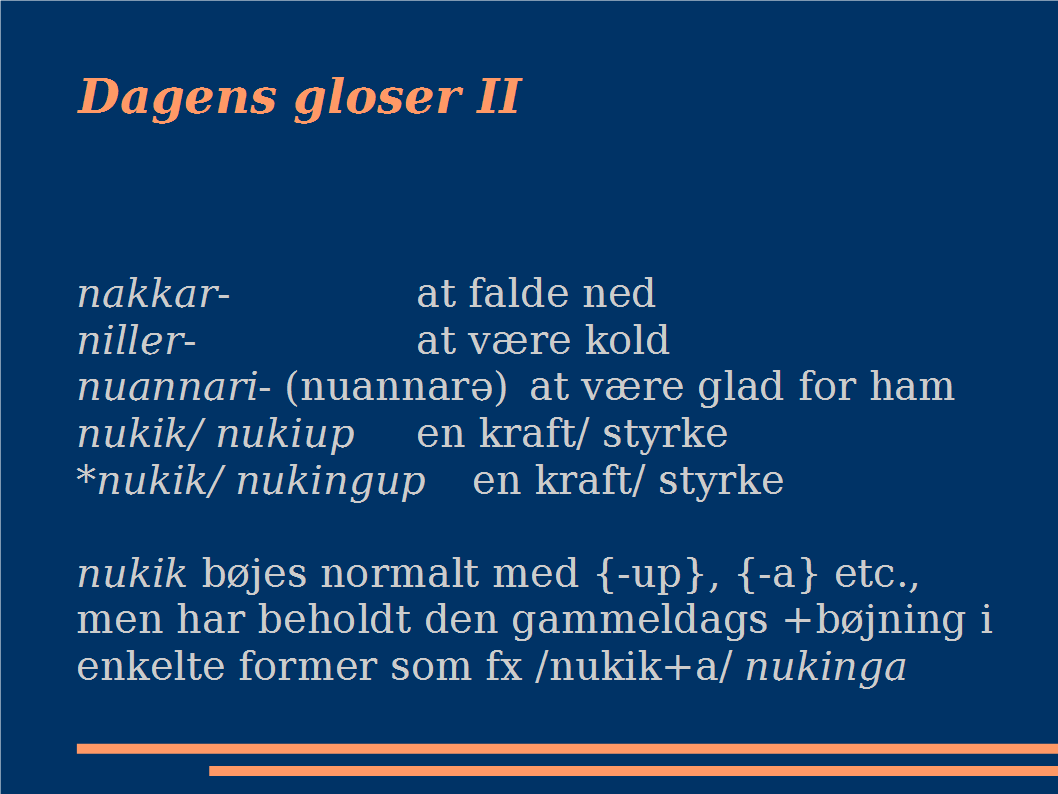 Dagens gloser II
nakkar- at falde ned
niller- at være kold
nuannari- (nuannarə) at være glad for ham
nukik/ nukiup en kraft/ styrke
*nukik/ nukingup en kraft/ styrke
nukik bøjes normalt med {-up}, {-a} etc.,
men har beholdt den gammeldags +bøjning i
enkelte former som fx /nukik+a/ nukinga